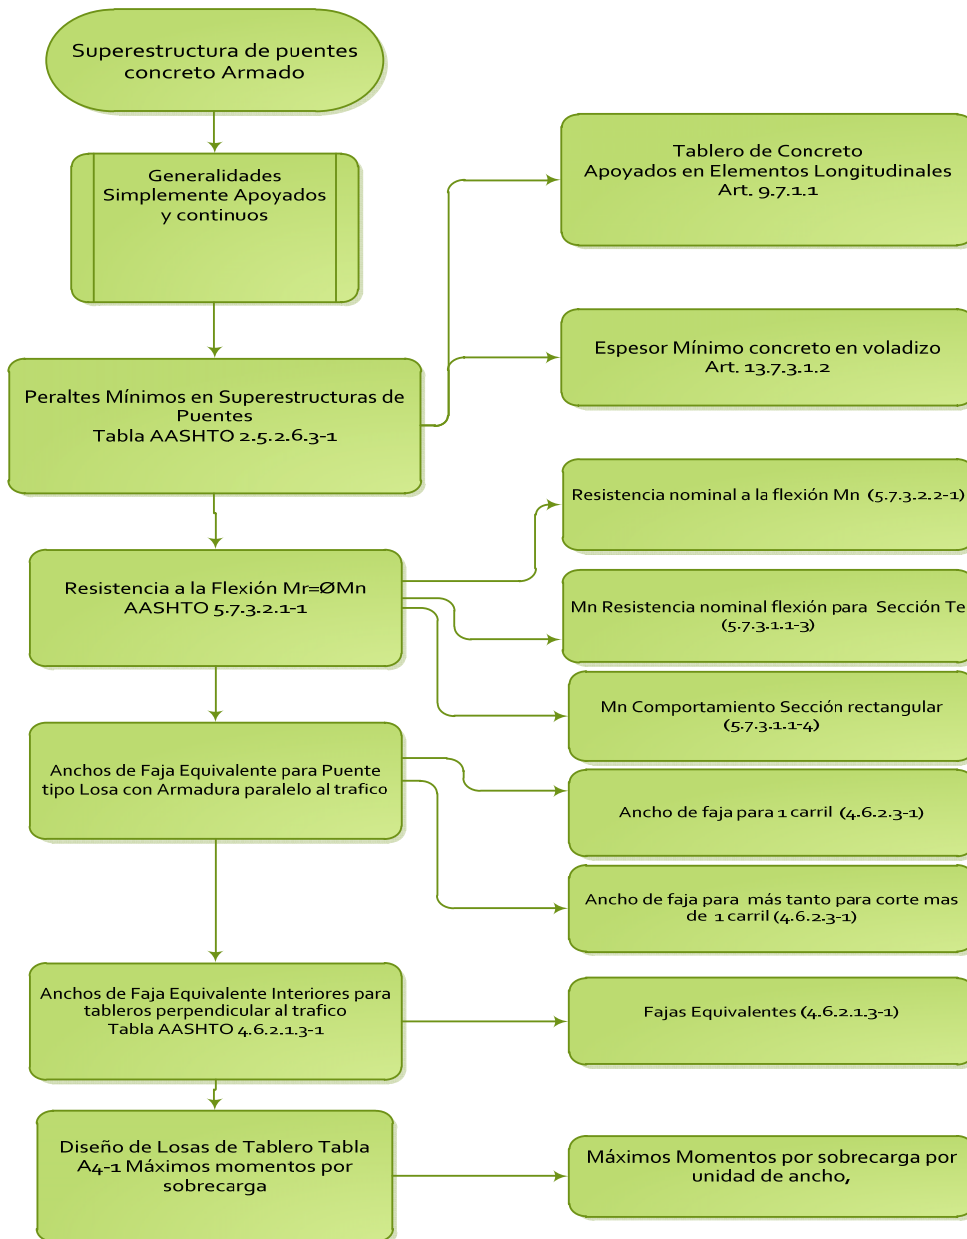 Superestructura de puentes
concreto Armado
Generalidades
Simplemente Apoyados
y continuos
Tablero de Concreto
Apoyados en Elementos Longitudinales
Art. 9.7.1.1
Peraltes Mínimos en Superestructuras de
Puentes
Tabla AASHTO 2.5.2.6.3-1
Espesor Mínimo concreto en voladizo
Art. 13.7.3.1.2
Resistencia a la Flexión Mr=ØMn
AASHTO 5.7.3.2.1-1
Resistencia nominal a la flexión Mn (5.7.3.2.2-1)
Mn Resistencia nominal flexión para Sección Te
(5.7.3.1.1-3)
Mn Comportamiento Sección rectangular
(5.7.3.1.1-4)
Anchos de Faja Equivalente para Puente
tipo Losa con Armadura paralelo al trafico
Ancho de faja para 1 carril (4.6.2.3-1)
Ancho de faja para más tanto para corte mas
de 1 carril (4.6.2.3-1)
Anchos de Faja Equivalente Interiores para
tableros perpendicular al trafico
Tabla AASHTO 4.6.2.1.3-1
Fajas Equivalentes (4.6.2.1.3-1)
Diseño de Losas de Tablero Tabla
A4-1 Máximos momentos por
sobrecarga
Máximos Momentos por sobrecarga por
unidad de ancho,